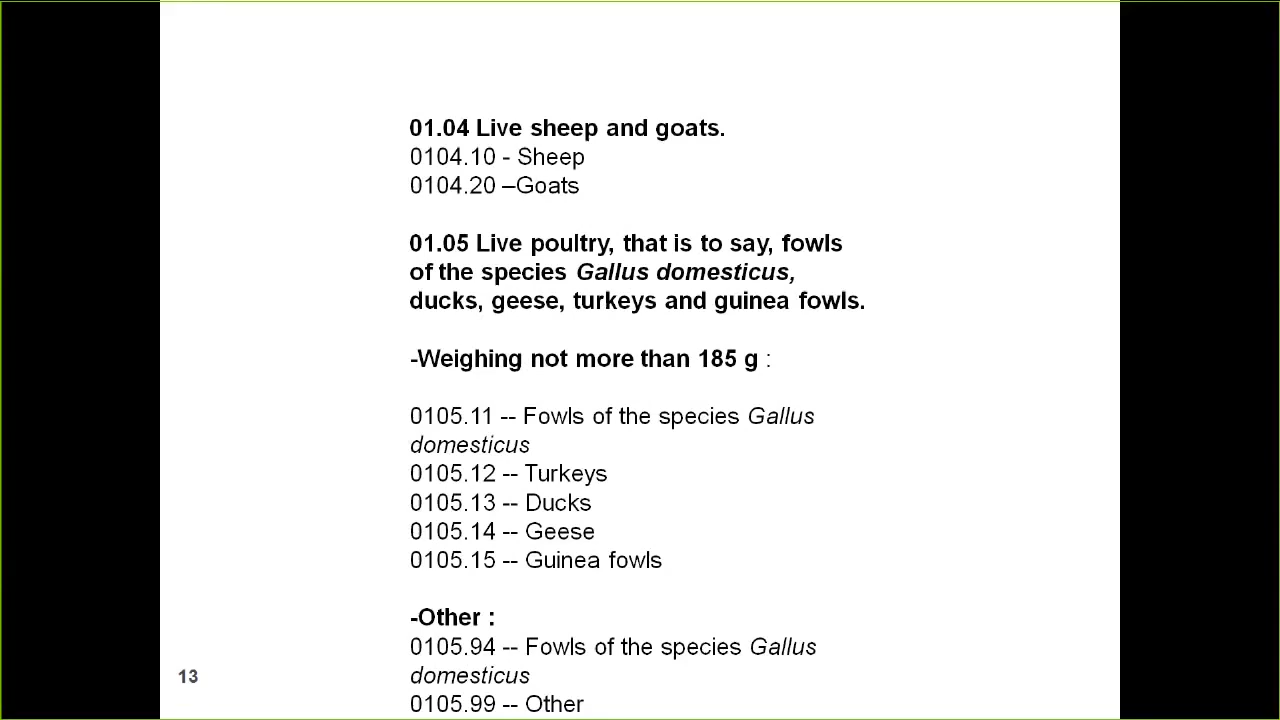 01.04 Live sheep and goats.
0104.10 - Sheep
0104.20 –Goats
01.05 Live poultry, that is to say, fowls
of the species Gallus domesticus,
ducks, geese, turkeys and guinea fowls.
-Weighing not more than 185 g :
0105.11 -- Fowls of the species Gallus
domesticus
0105.12 -- Turkeys
0105.13 -- Ducks
0105.14 -- Geese
0105.15 -- Guinea fowls
-Other :
0105.94 -- Fowls of the species Gallus
domesticus
0105.99 -- Other
13